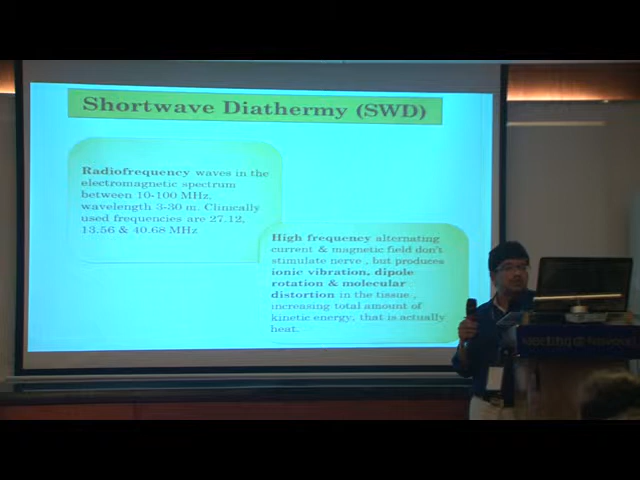 Shortwave Diathermy (SWD)
Radiofrequency waves in the
electromagnetic spectrum
between 10-100 MHz,
wavelength 3-30 m. Clinically
used frequencies are 27.12,
13.56 & 40.68 MHz
High frequency alternating
current & magnetic field don't
stimulate nerve , but produces
ionic vibration, dipole
rotation & molecular
distortion in the tissue ,
increasing total amount of
kinetic energy, that is actually
heat.
Meeting@